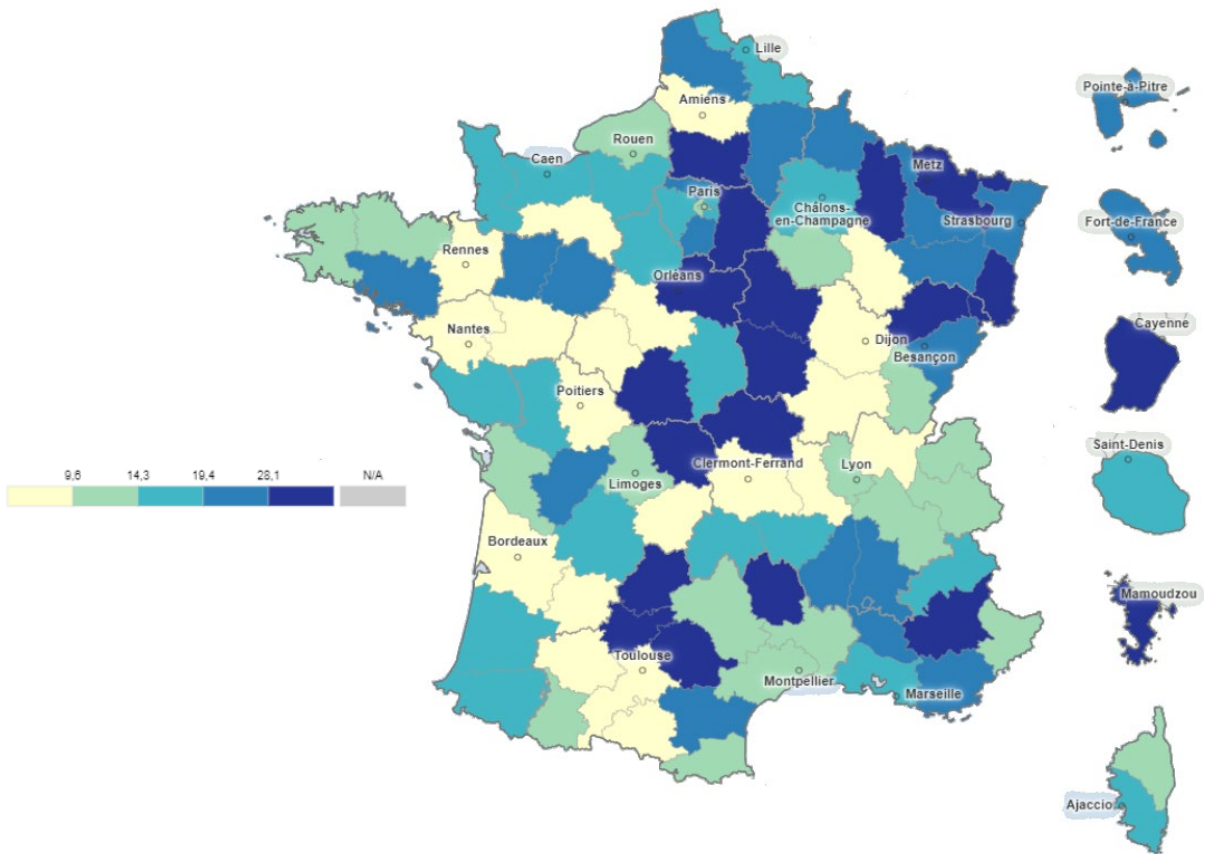 Lille
Pointe-à-Pitre
Amiens
Rouen
Caen
Metz
Paris
Châlons-
en-Champagne
Strasbourg
Fort-de-France
Rennes
Orléans
Cayenne
Nantes
Dijon
Besançon
Poitiers
Saint-Denis
9,6 14,3 19,4 28,1 N/A
Clermont-Ferrand
Lyon
Limoges
Bordeaux
Mamoudzou
Toulouse
Montpellier
Marseille
Ajaccio